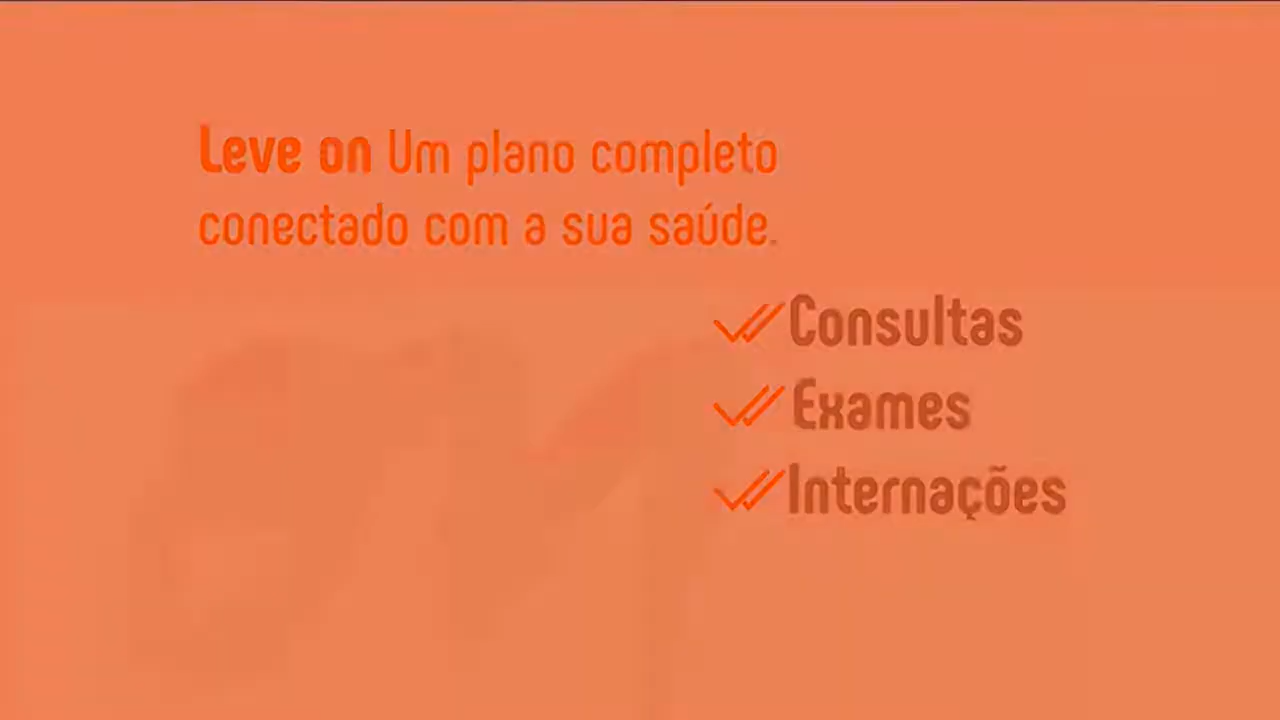 Leve on Um plano completo
conectado com a sua saúde.
Consultas
Exames
Internações